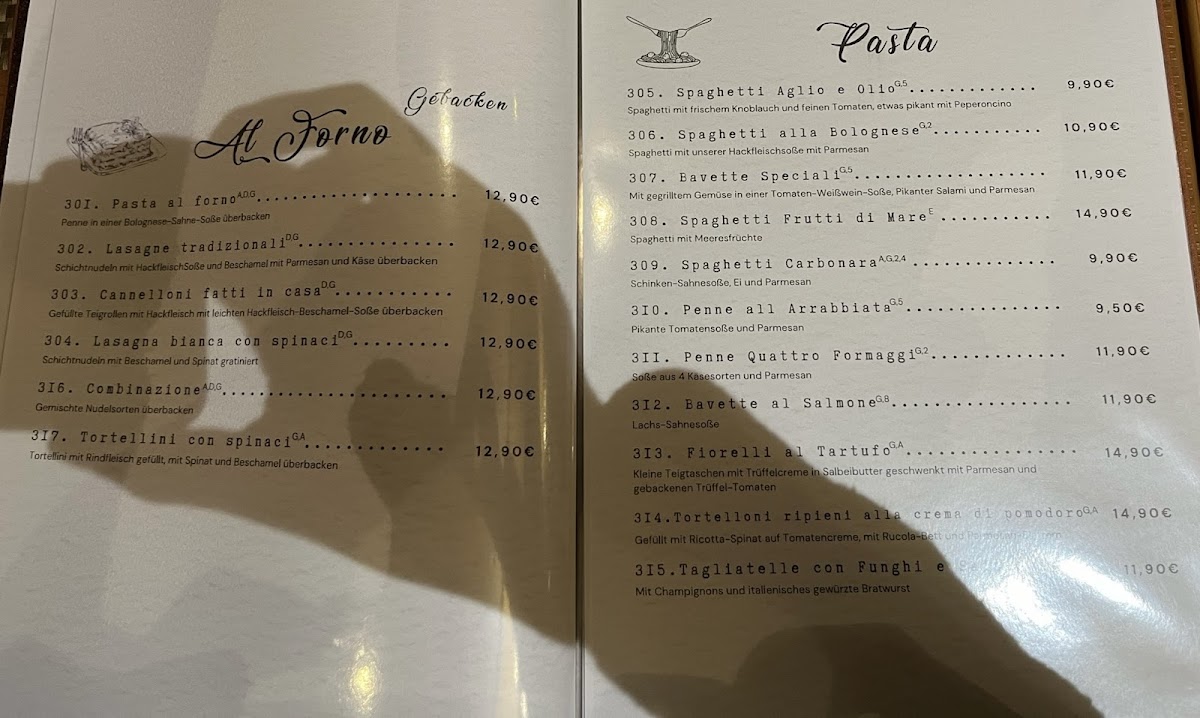 Gebacken
Al Forno
301. Pasta al forno A,D,G ........................ 12,90€
Penne in einer Bolognese-Sahne-Soße überbacken
302. Lasagne tradizionali D,G ................ 12,90€
Schichtnudeln mit HackfleischSoße und Beschamel mit Parmesan und Käse überbacken
303. Cannelloni fatti in casa D,G ........... 12,90€
Gefüllte Teigrollen mit Hackfleisch mit leichten Hackfleisch-Beschamel-Soße überbacken
304. Lasagna bianca con spinaci D,G ......... 12,90€
Schichtnudeln mit Beschamel und Spinat gratiniert
316. Combinazione A,D,G ....................... 12,90€
Gemischte Nudelsorten überbacken
317. Tortellini con spinaci G,A ............. 12,90€
Tortellini mit Rindfleisch gefüllt, mit Spinat und Beschamel überbacken
Pasta
305. Spaghetti Aglio e Olio G,5 ............. 9,90€
Spaghetti mit frischem Knoblauch und feinen Tomaten, etwas pikant mit Peperoncino
306. Spaghetti alla Bolognese G,2 ........... 10,90€
Spaghetti mit unserer Hackfleischsoße mit Parmesan
307. Bavette Speciali G,5 .................... 11,90€
Mit gegrilltem Gemüse in einer Tomaten-Weißwein-Soße, Pikanter Salami und Parmesan
308. Spaghetti Frutti di Mare E ........... 14,90€
Spaghetti mit Meeresfrüchte
309. Spaghetti Carbonara A,G,2,4 .............. 9,90€
Schinken-Sahnesoße, Ei und Parmesan
310. Penne all Arrabbiata G,5 ............... 9,50€
Pikante Tomatensoße und Parmesan
311. Penne Quattro Formaggi G,2 .............. 11,90€
Soße aus 4 Käsesorten und Parmesan
312. Bavette al Salmone G,8 .................. 11,90€
Lachs-Sahnesoße
313. Fiorelli al Tartufo G,A ................. 14,90€
Kleine Teigtaschen mit Trüffelcreme in Salbeibutter geschwenkt mit Parmesan und
gebackenen Trüffel-Tomaten
314.Tortelloni ripieni alla crema di pomodoro G,A 14,90€
Gefüllt mit Ricotta-Spinat auf Tomatencreme, mit Rucola-Bett und
315.Tagliatelle con Funghi e 11,90€
Mit Champignons und italienisches gewürzte Bratwurst